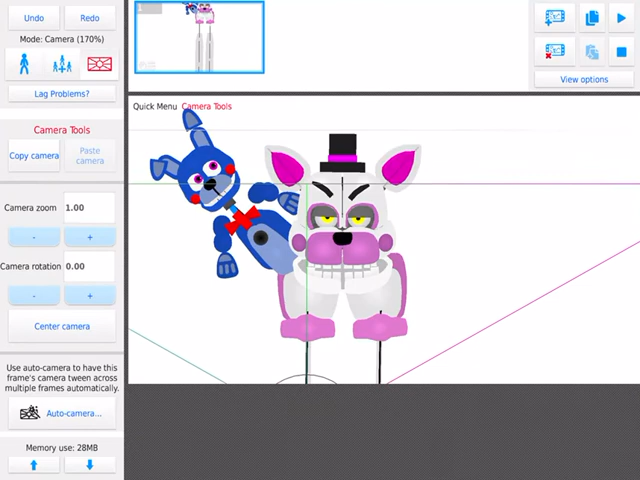 Undo Redo
Mode: Camera (170%)
Lag Problems?
Camera Tools
Copy camera Paste
camera
Camera zoom 1.00
- +
Camera rotation 0.00
- +
Center camera
Use auto-camera to have this
frame's camera tween across
multiple frames automatically.
Auto-camera...
Memory use: 28MB
View options
Quick Menu Camera Tools